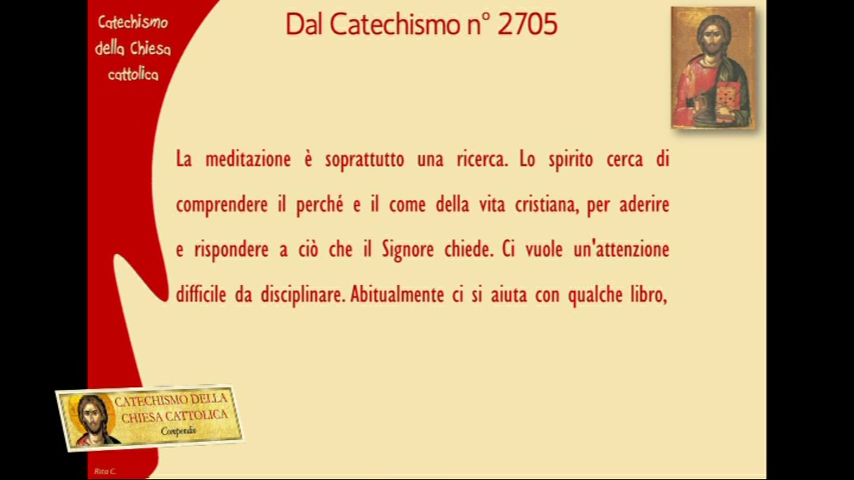 Catechismo
della Chiesa
cattolica
Dal Catechismo n° 2705
La meditazione è soprattutto una ricerca. Lo spirito cerca di
comprendere il perché e il come della vita cristiana, per aderire
e rispondere a ciò che il Signore chiede. Ci vuole un'attenzione
difficile da disciplinare. Abitualmente ci si aiuta con qualche libro,
CATECHISMO DELLA
CHIESA CATTOLICA
Compendio
Rita C.